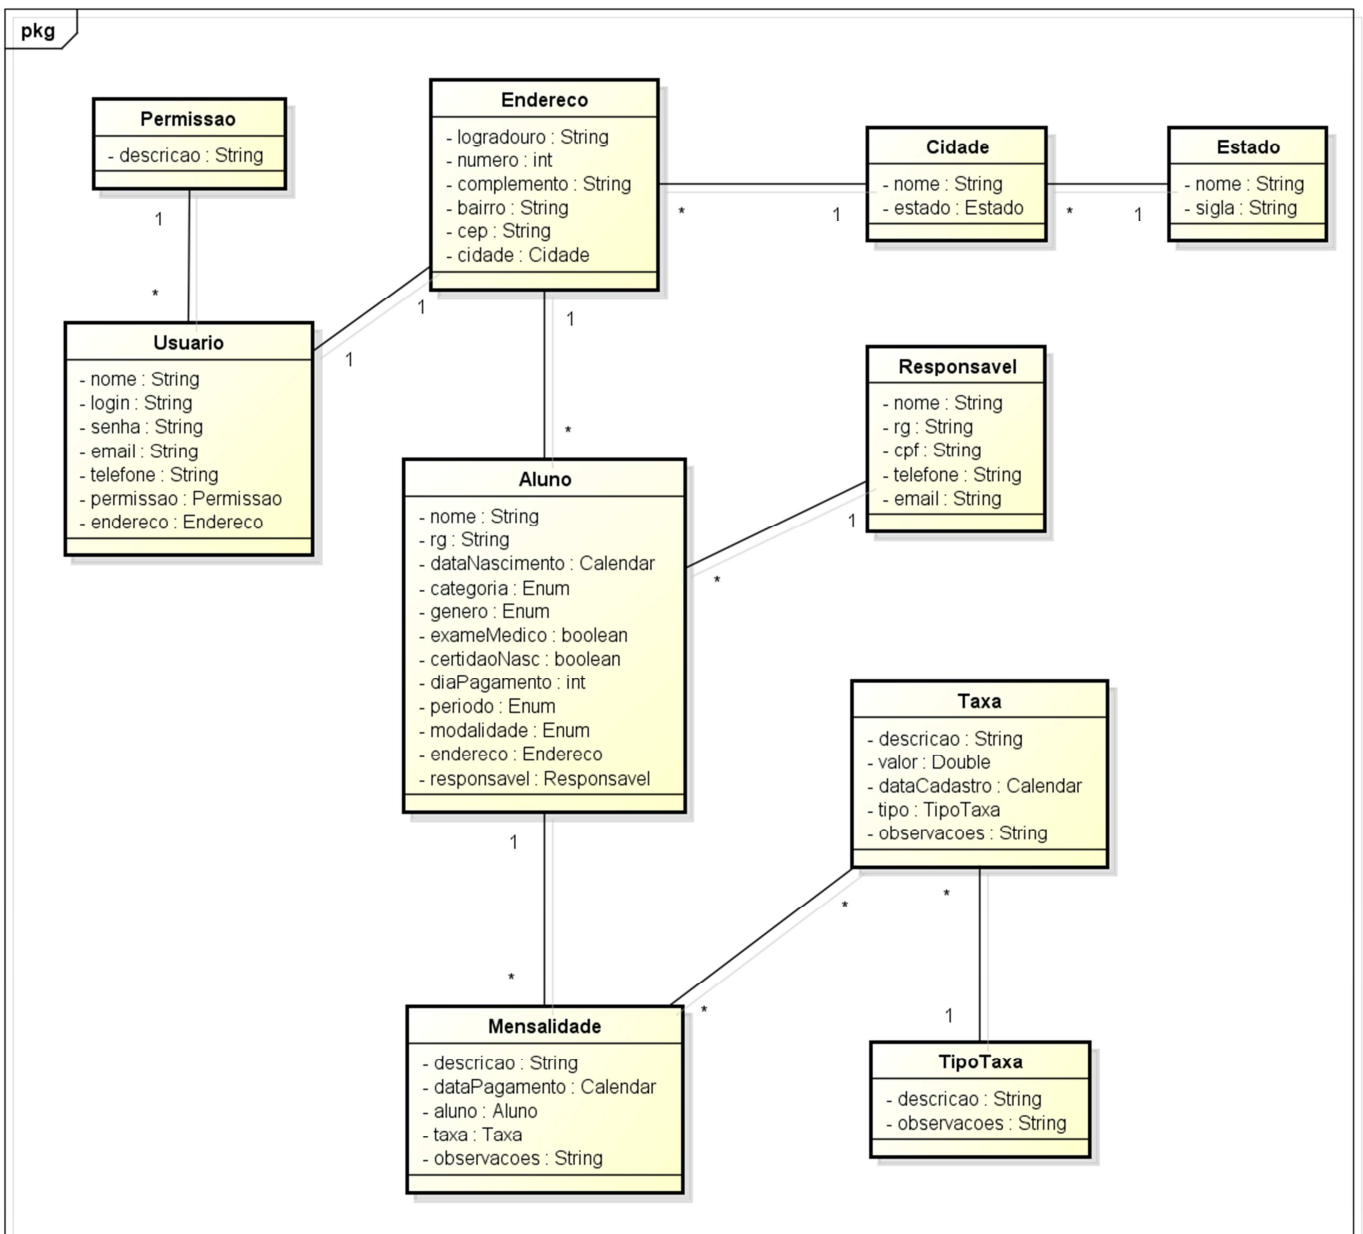 pkg
Permissao
- descricao : String
1
*
Endereco
- logradouro : String
- numero : int
- complemento : String
- bairro : String
- cep : String
- cidade : Cidade
*
1
Cidade
- nome : String
- estado : Estado
*
1
Estado
- nome : String
- sigla : String
Usuario
- nome : String
- login : String
- senha : String
- email : String
- telefone : String
- permissao : Permissao
- endereco : Endereco
1
1
1
*
Responsavel
- nome : String
- rg : String
- cpf : String
- telefone : String
- email : String
1
*
Aluno
- nome : String
- rg : String
- dataNascimento : Calendar
- categoria : Enum
- genero : Enum
- exameMedico : boolean
- certidaoNasc : boolean
- diaPagamento : int
- periodo : Enum
- modalidade : Enum
- endereco : Endereco
- responsavel : Responsavel
1
*
Taxa
- descricao : String
- valor : Double
- dataCadastro : Calendar
- tipo : TipoTaxa
- observacoes : String
*
*
*
1
Mensalidade
- descricao : String
- dataPagamento : Calendar
- aluno : Aluno
- taxa : Taxa
- observacoes : String
TipoTaxa
- descricao : String
- observacoes : String